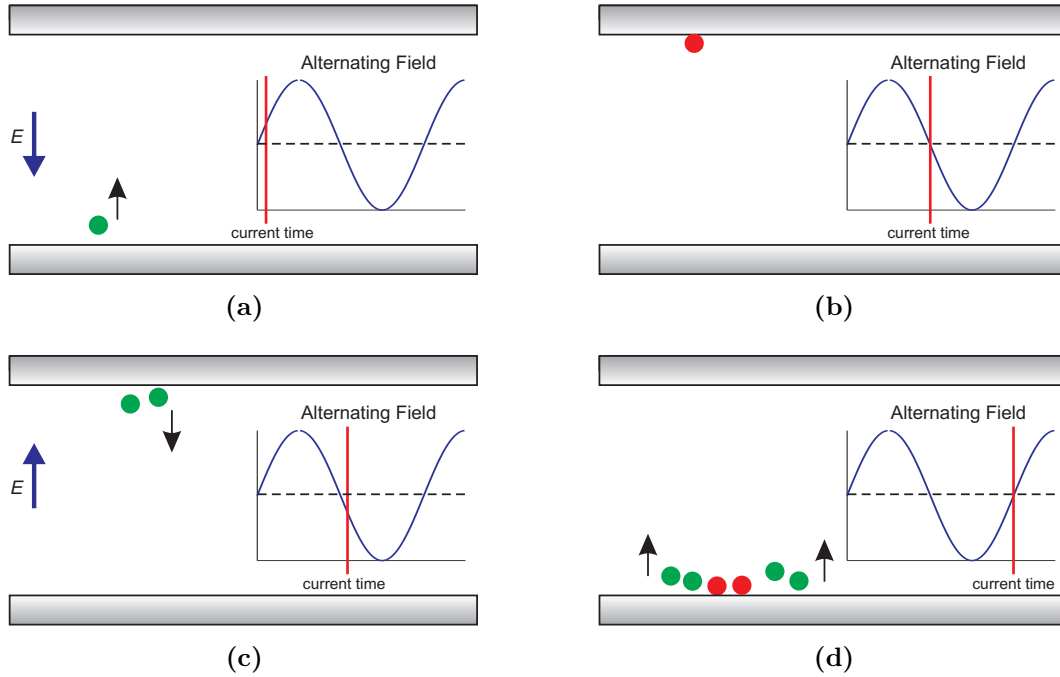 Alternating Field
E
current time
(a)
Alternating Field
current time
(b)
Alternating Field
E
current time
(c)
Alternating Field
current time
(d)